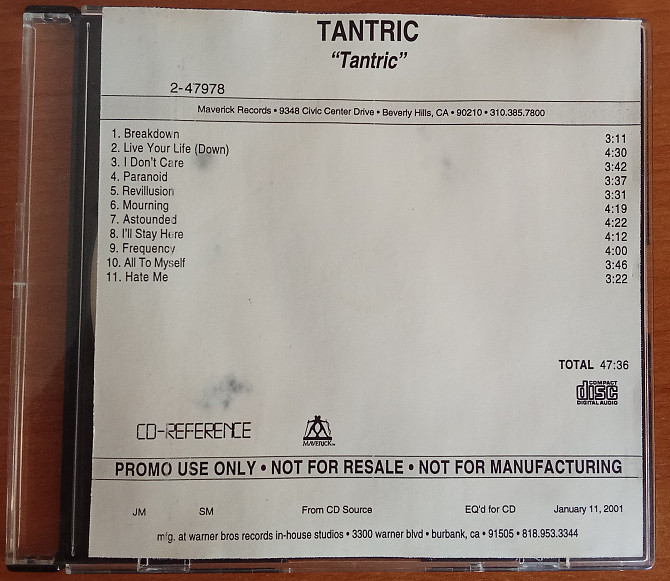 TANTRIC
“Tantric”
2-47978
Maverick Records • 9348 Civic Center Drive • Beverly Hills, CA • 90210 • 310.385.7800
1. Breakdown 3:11
2. Live Your Life (Down) 4:30
3. I Don't Care 3:42
4. Paranoid 3:37
5. Revillusion 3:31
6. Mourning 4:19
7. Astounded 4:22
8. I'll Stay Here 4:12
9. Frequency 4:00
10. All To Myself 3:46
11. Hate Me 3:22
TOTAL 47:36
COMPACT
disc
DIGITAL AUDIO
CD-REFERENCE
MAVERICK™
PROMO USE ONLY • NOT FOR RESALE • NOT FOR MANUFACTURING
JM SM From CD Source EQ'd for CD January 11, 2001
mfg. at warner bros records in-house studios • 3300 warner blvd • burbank, ca • 91505 • 818.953.3344